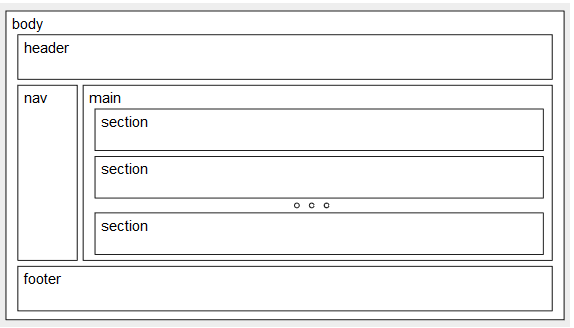 body
header
nav
main
section
section
section
footer